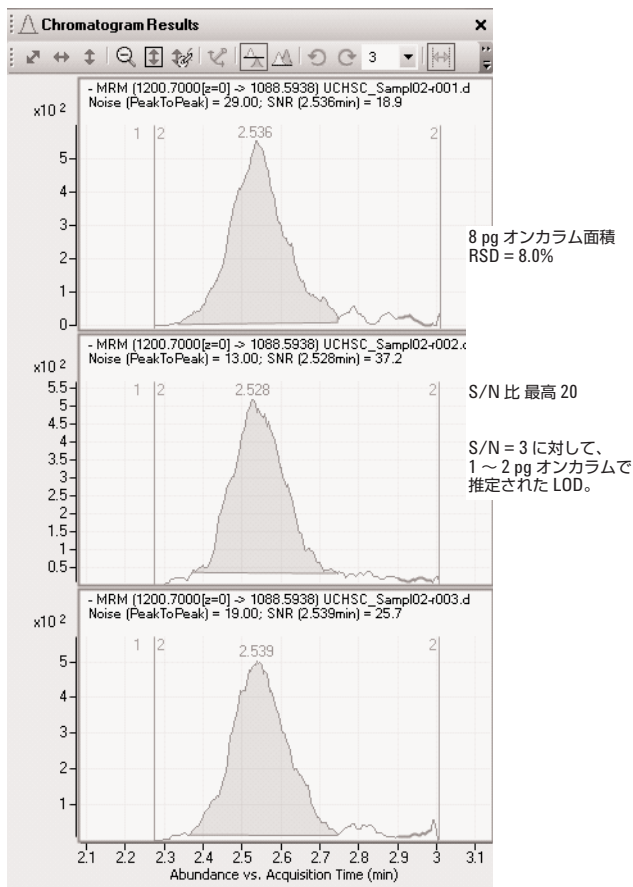 Chromatogram Results
3
- MRM (1200.7000[z=0] -> 1088.5938) UCHSC_Sampl02-r001.d
Noise (PeakToPeak) = 29.00; SNR (2.536min) = 18.9
x10 2
1 2 2.536 2
5
4
3
2
1
0
8 pg オンカラム面積
RSD = 8.0%
- MRM (1200.7000[z=0] -> 1088.5938) UCHSC_Sampl02-r002.d
Noise (PeakToPeak) = 13.00; SNR (2.528min) = 37.2
x10 2
1 2 2.528 2
5.5
5
4.5
4
3.5
3
2.5
2
1.5
1
0.5
S/N 比 最高 20
S/N = 3 に対して、
1 ～ 2 pg オンカラムで
推定された LOD。
- MRM (1200.7000[z=0] -> 1088.5938) UCHSC_Sampl02-r003.d
Noise (PeakToPeak) = 19.00; SNR (2.539min) = 25.7
x10 2
1 2 2.539 2
5
4
3
2
1
2.1 2.2 2.3 2.4 2.5 2.6 2.7 2.8 2.9 3 3.1
Abundance vs. Acquisition Time (min)